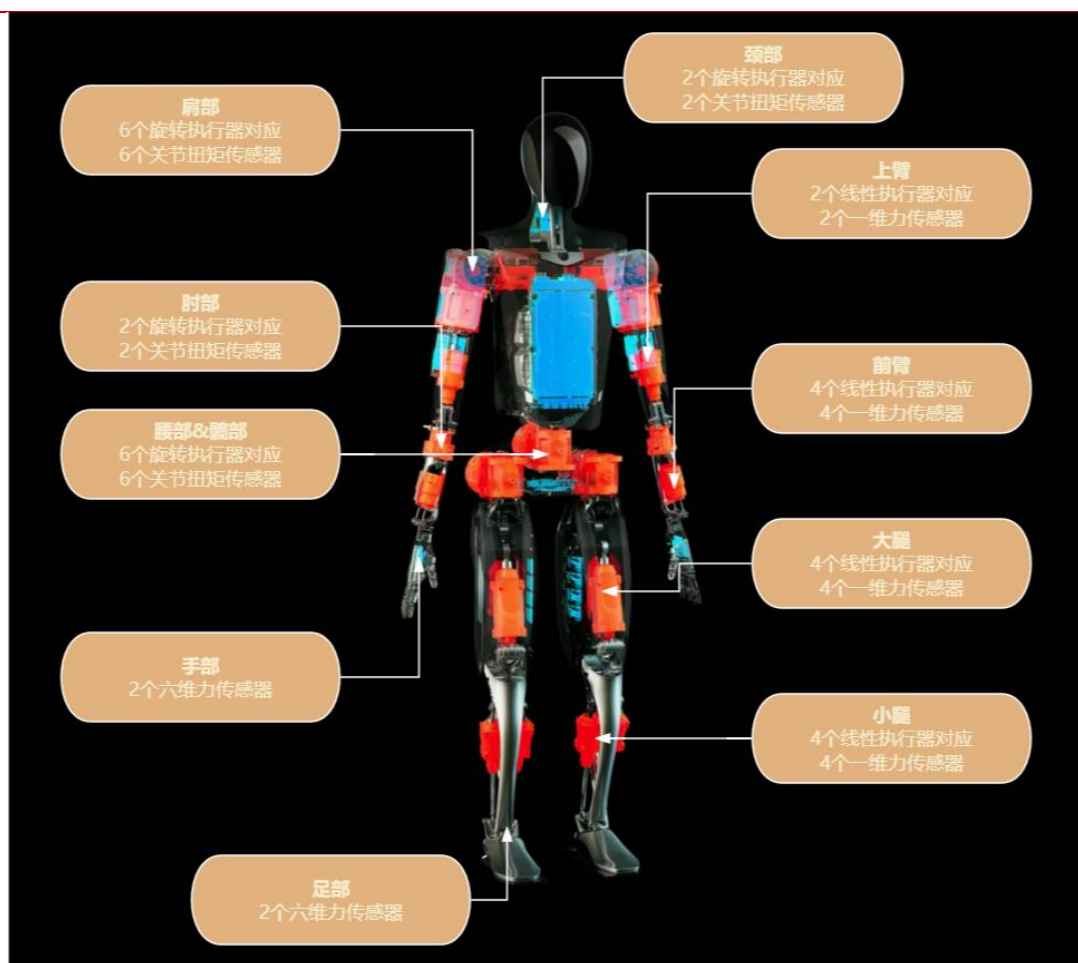 颈部
2个旋转执行器对应
2个关节扭矩传感器
肩部
6个旋转执行器对应
6个关节扭矩传感器
上臂
2个线性执行器对应
2个一维力传感器
肘部
2个旋转执行器对应
2个关节扭矩传感器
前臂
4个线性执行器对应
4个一维力传感器
腰部&髋部
6个旋转执行器对应
6个关节扭矩传感器
大腿
4个线性执行器对应
4个一维力传感器
手部
2个六维力传感器
小腿
4个线性执行器对应
4个一维力传感器
足部
2个六维力传感器